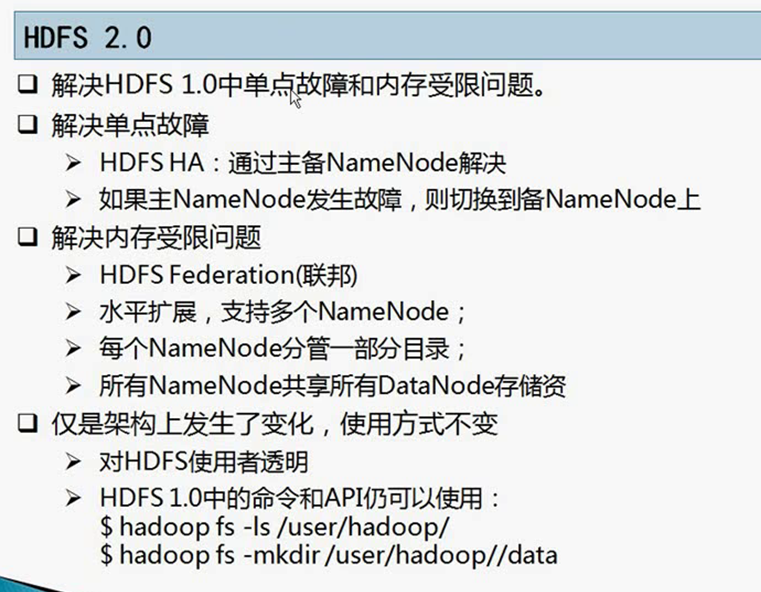 HDFS 2.0
解决HDFS 1.0中单点故障和内存受限问题。
解决单点故障
HDFS HA：通过主备NameNode解决
如果主NameNode发生故障，则切换到备NameNode上
解决内存受限问题
HDFS Federation(联邦)
水平扩展，支持多个NameNode；
每个NameNode分管一部分目录；
所有NameNode共享所有DataNode存储资
仅是架构上发生了变化，使用方式不变
对HDFS使用者透明
HDFS 1.0中的命令和API仍可以使用：
$ hadoop fs -ls /user/hadoop/
$ hadoop fs -mkdir /user/hadoop//data